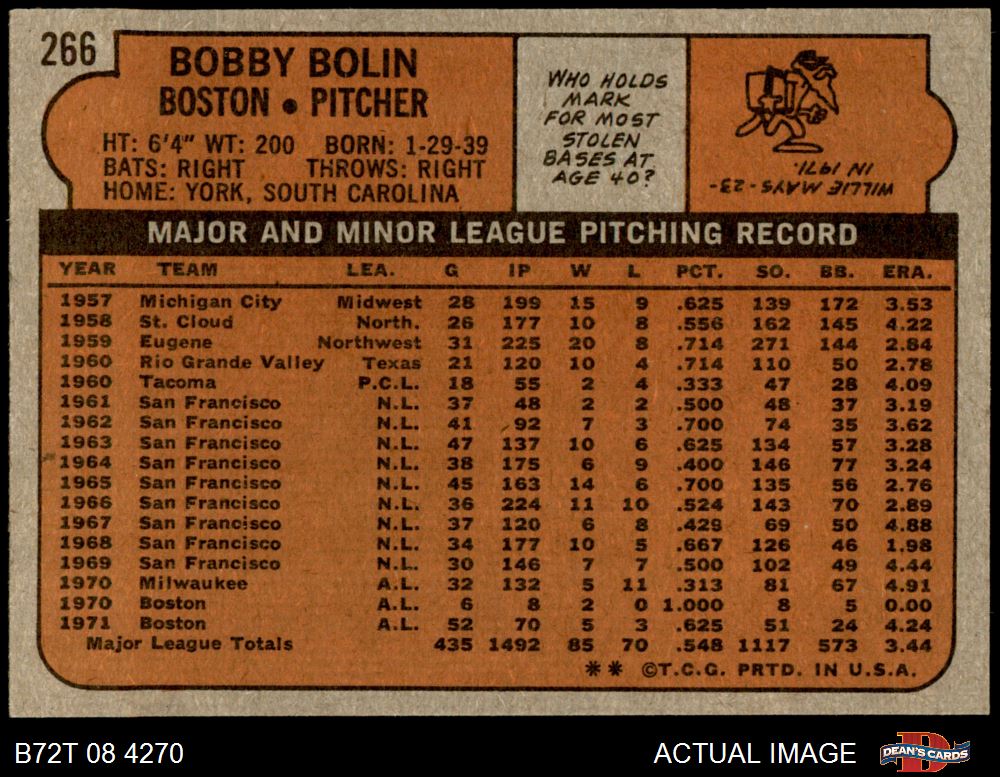 266
BOBBY BOLIN
BOSTON • PITCHER
HT: 6'4" WT: 200 BORN: 1-29-39
BATS: RIGHT THROWS: RIGHT
HOME: YORK, SOUTH CAROLINA
WHO HOLDS
MARK
FOR MOST
STOLEN
BASES AT
AGE 40?
WILLIE MAYS - 23 -
IN 1971.
MAJOR AND MINOR LEAGUE PITCHING RECORD
YEAR TEAM LEA. G IP W L PCT. SO. BB. ERA.
1957 Michigan City Midwest 28 199 15 9 .625 139 172 3.53
1958 St. Cloud North. 26 177 10 8 .556 162 145 4.22
1959 Eugene Northwest 31 225 20 8 .714 271 144 2.84
1960 Rio Grande Valley Texas 21 120 10 4 .714 110 50 2.78
1960 Tacoma P.C.L. 18 55 2 4 .333 47 28 4.09
1961 San Francisco N.L. 37 48 2 2 .500 48 37 3.19
1962 San Francisco N.L. 41 92 7 3 .700 74 35 3.62
1963 San Francisco N.L. 47 137 10 6 .625 134 57 3.28
1964 San Francisco N.L. 38 175 6 9 .400 146 77 3.24
1965 San Francisco N.L. 45 163 14 6 .700 135 56 2.76
1966 San Francisco N.L. 36 224 11 10 .524 143 70 2.89
1967 San Francisco N.L. 37 120 6 8 .429 69 50 4.88
1968 San Francisco N.L. 34 177 10 5 .667 126 46 1.98
1969 San Francisco N.L. 30 146 7 7 .500 102 49 4.44
1970 Milwaukee A.L. 32 132 5 11 .313 81 67 4.91
1970 Boston A.L. 6 8 2 0 1.000 8 5 0.00
1971 Boston A.L. 52 70 5 3 .625 51 24 4.24
Major League Totals 435 1492 85 70 .548 1117 573 3.44
** ©T.C.G. PRTD. IN U.S.A.
B72T 08 4270
ACTUAL IMAGE
D
DEAN'S CARDS